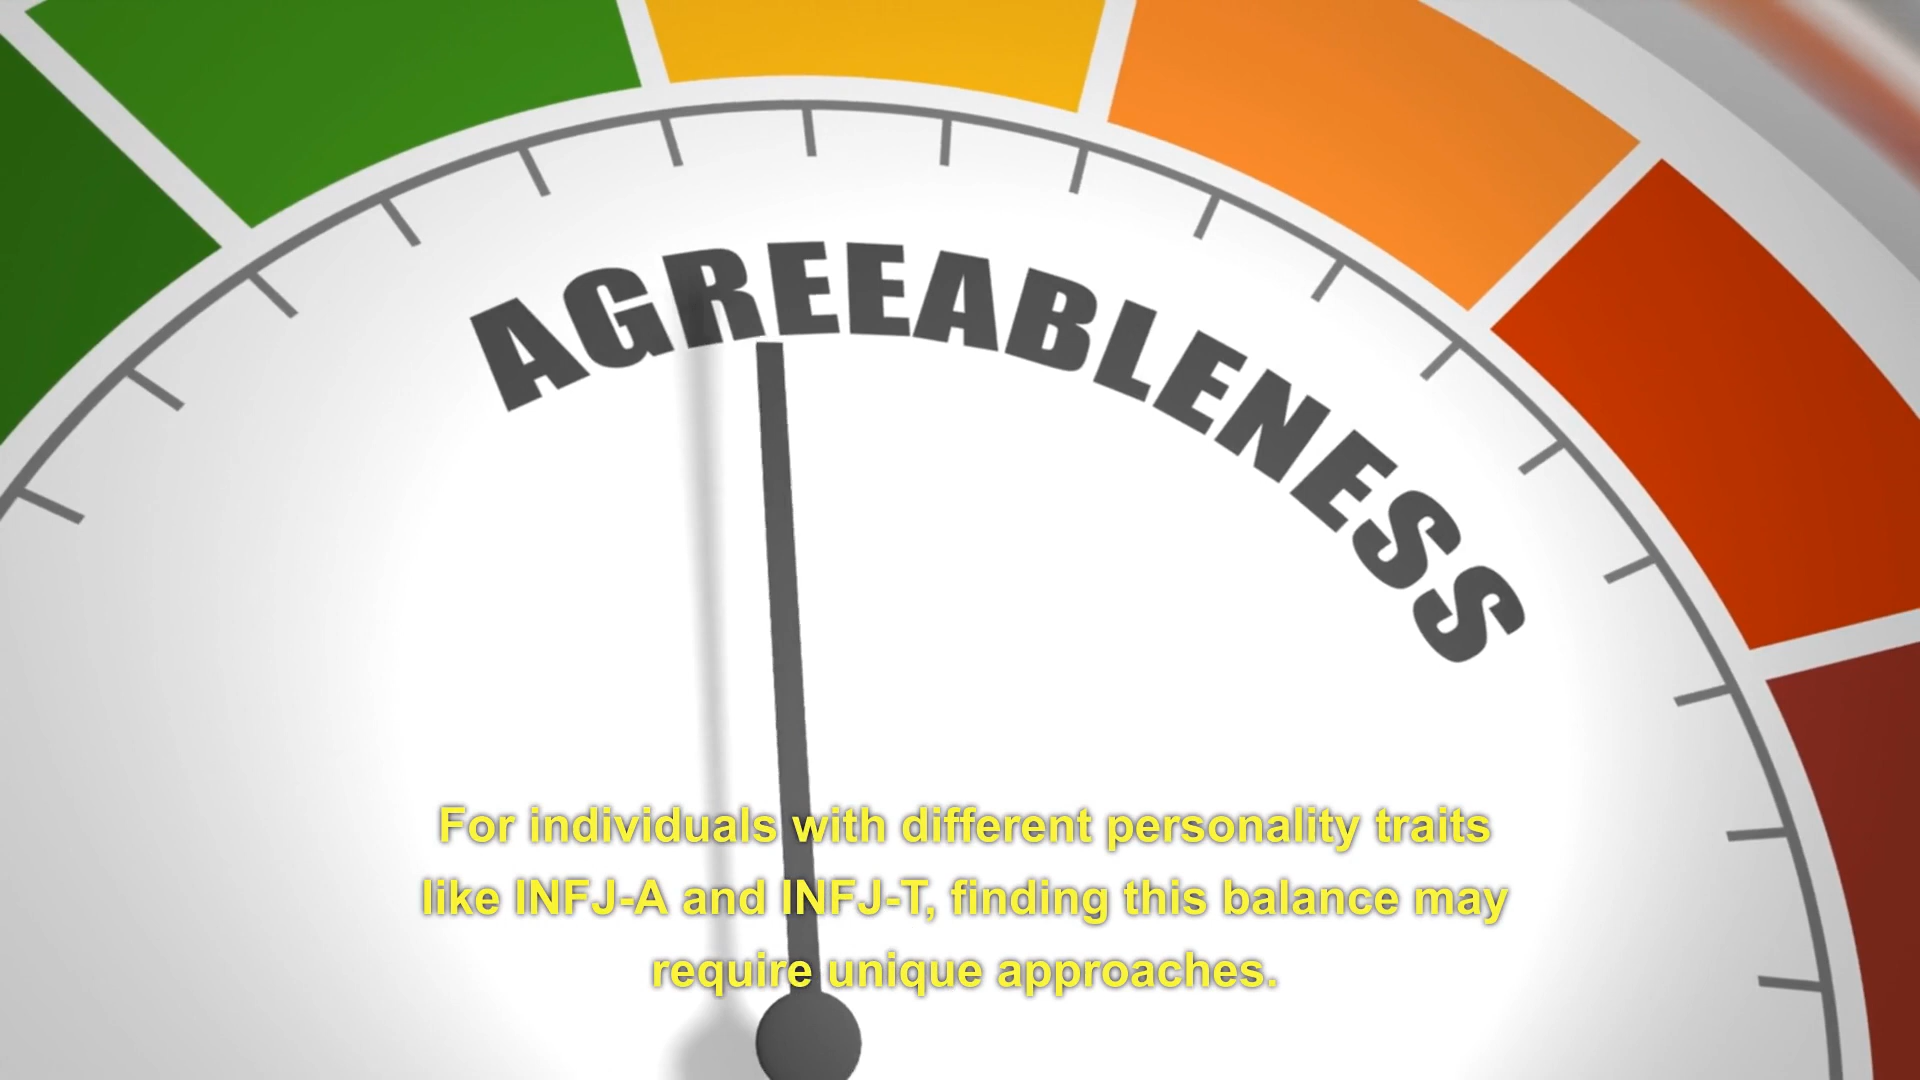 AGREEABLENESS
For individuals with different personality traits
like INFJ-A and INFJ-T, finding this balance may
require unique approaches.